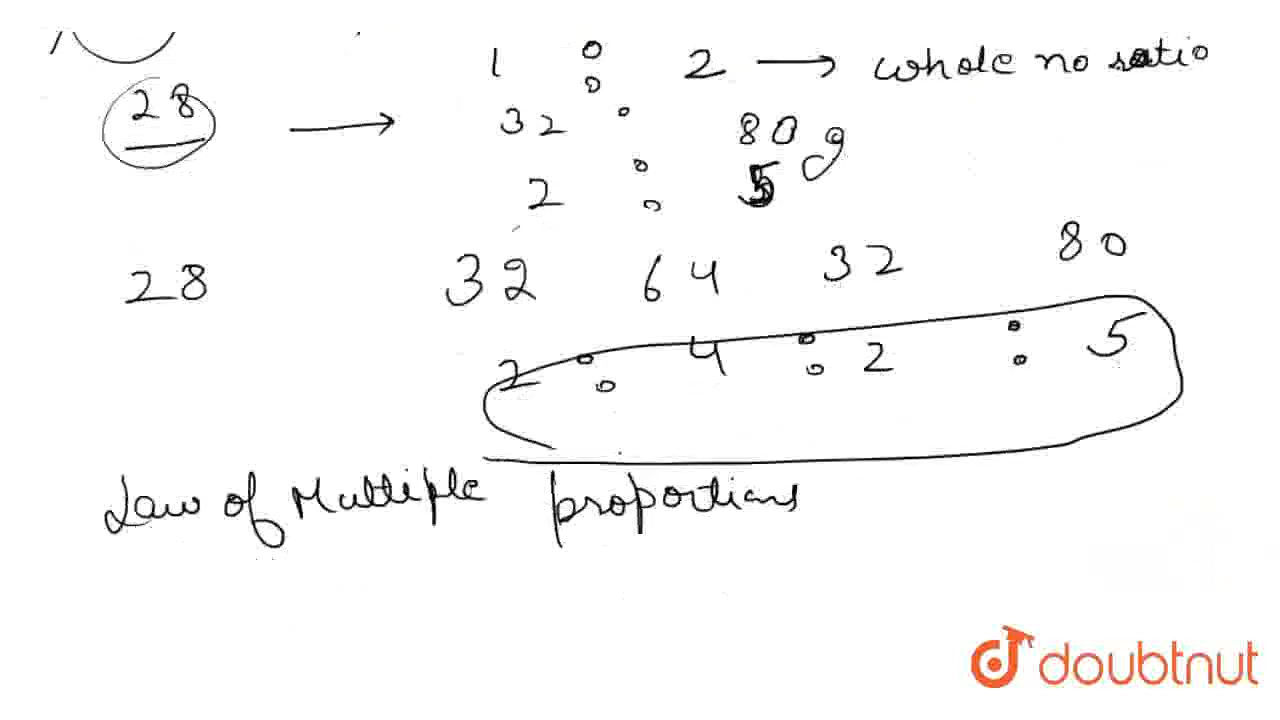 1 : 2 → whole no ratio
28 → 32 : 80 g
2 : 5
28 32 64 32 80
2 : 4 : 2 : 5
Law of Multiple proportions
doubtnut